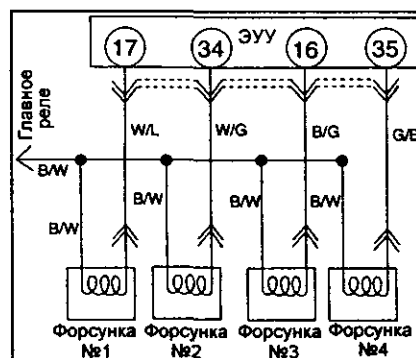 ЭУУ
17 34 16 35
Главное
реле
W/L W/G B/G
B/W
B/W B/W B/W B/W
Форсунка Форсунка Форсунка Форсунка
№1 №2 №3 №4